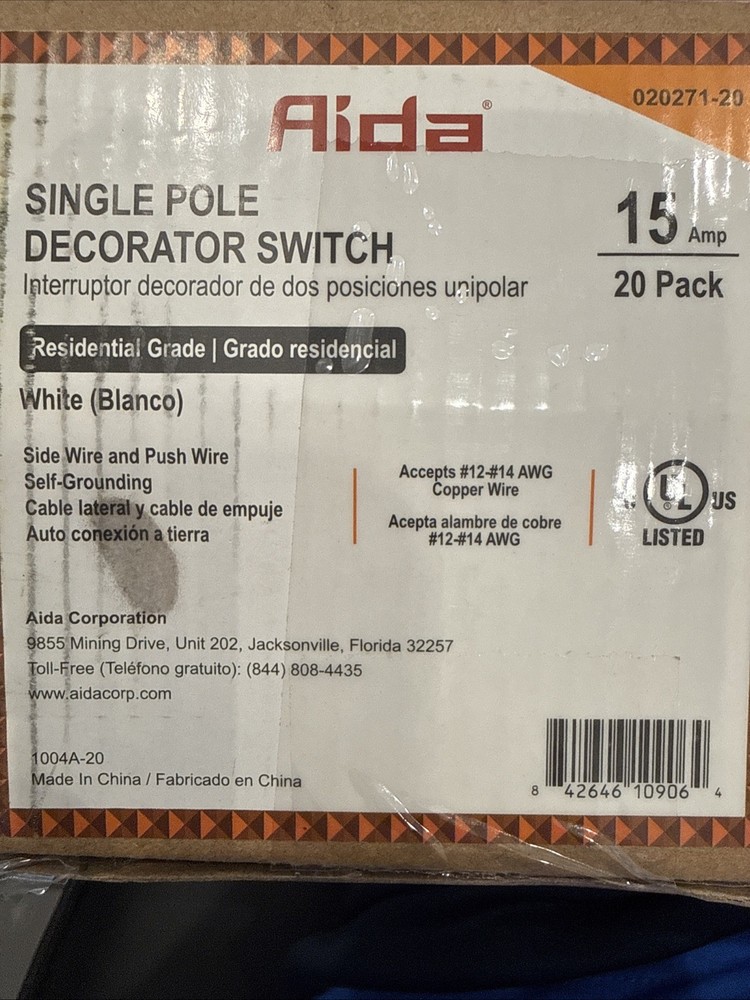 020271-20
Aida®
SINGLE POLE
DECORATOR SWITCH
Interruptor decorador de dos posiciones unipolar
15 Amp
20 Pack
Residential Grade | Grado residencial
White (Blanco)
Side Wire and Push Wire
Self-Grounding
Cable lateral y cable de empuje
Auto conexión a tierra
Accepts #12-#14 AWG
Copper Wire
Acepta alambre de cobre
#12-#14 AWG
c UL® US
LISTED
Aida Corporation
9855 Mining Drive, Unit 202, Jacksonville, Florida 32257
Toll-Free (Teléfono gratuito): (844) 808-4435
www.aidacorp.com
1004A-20
Made In China / Fabricado en China
8 42646 10906 4